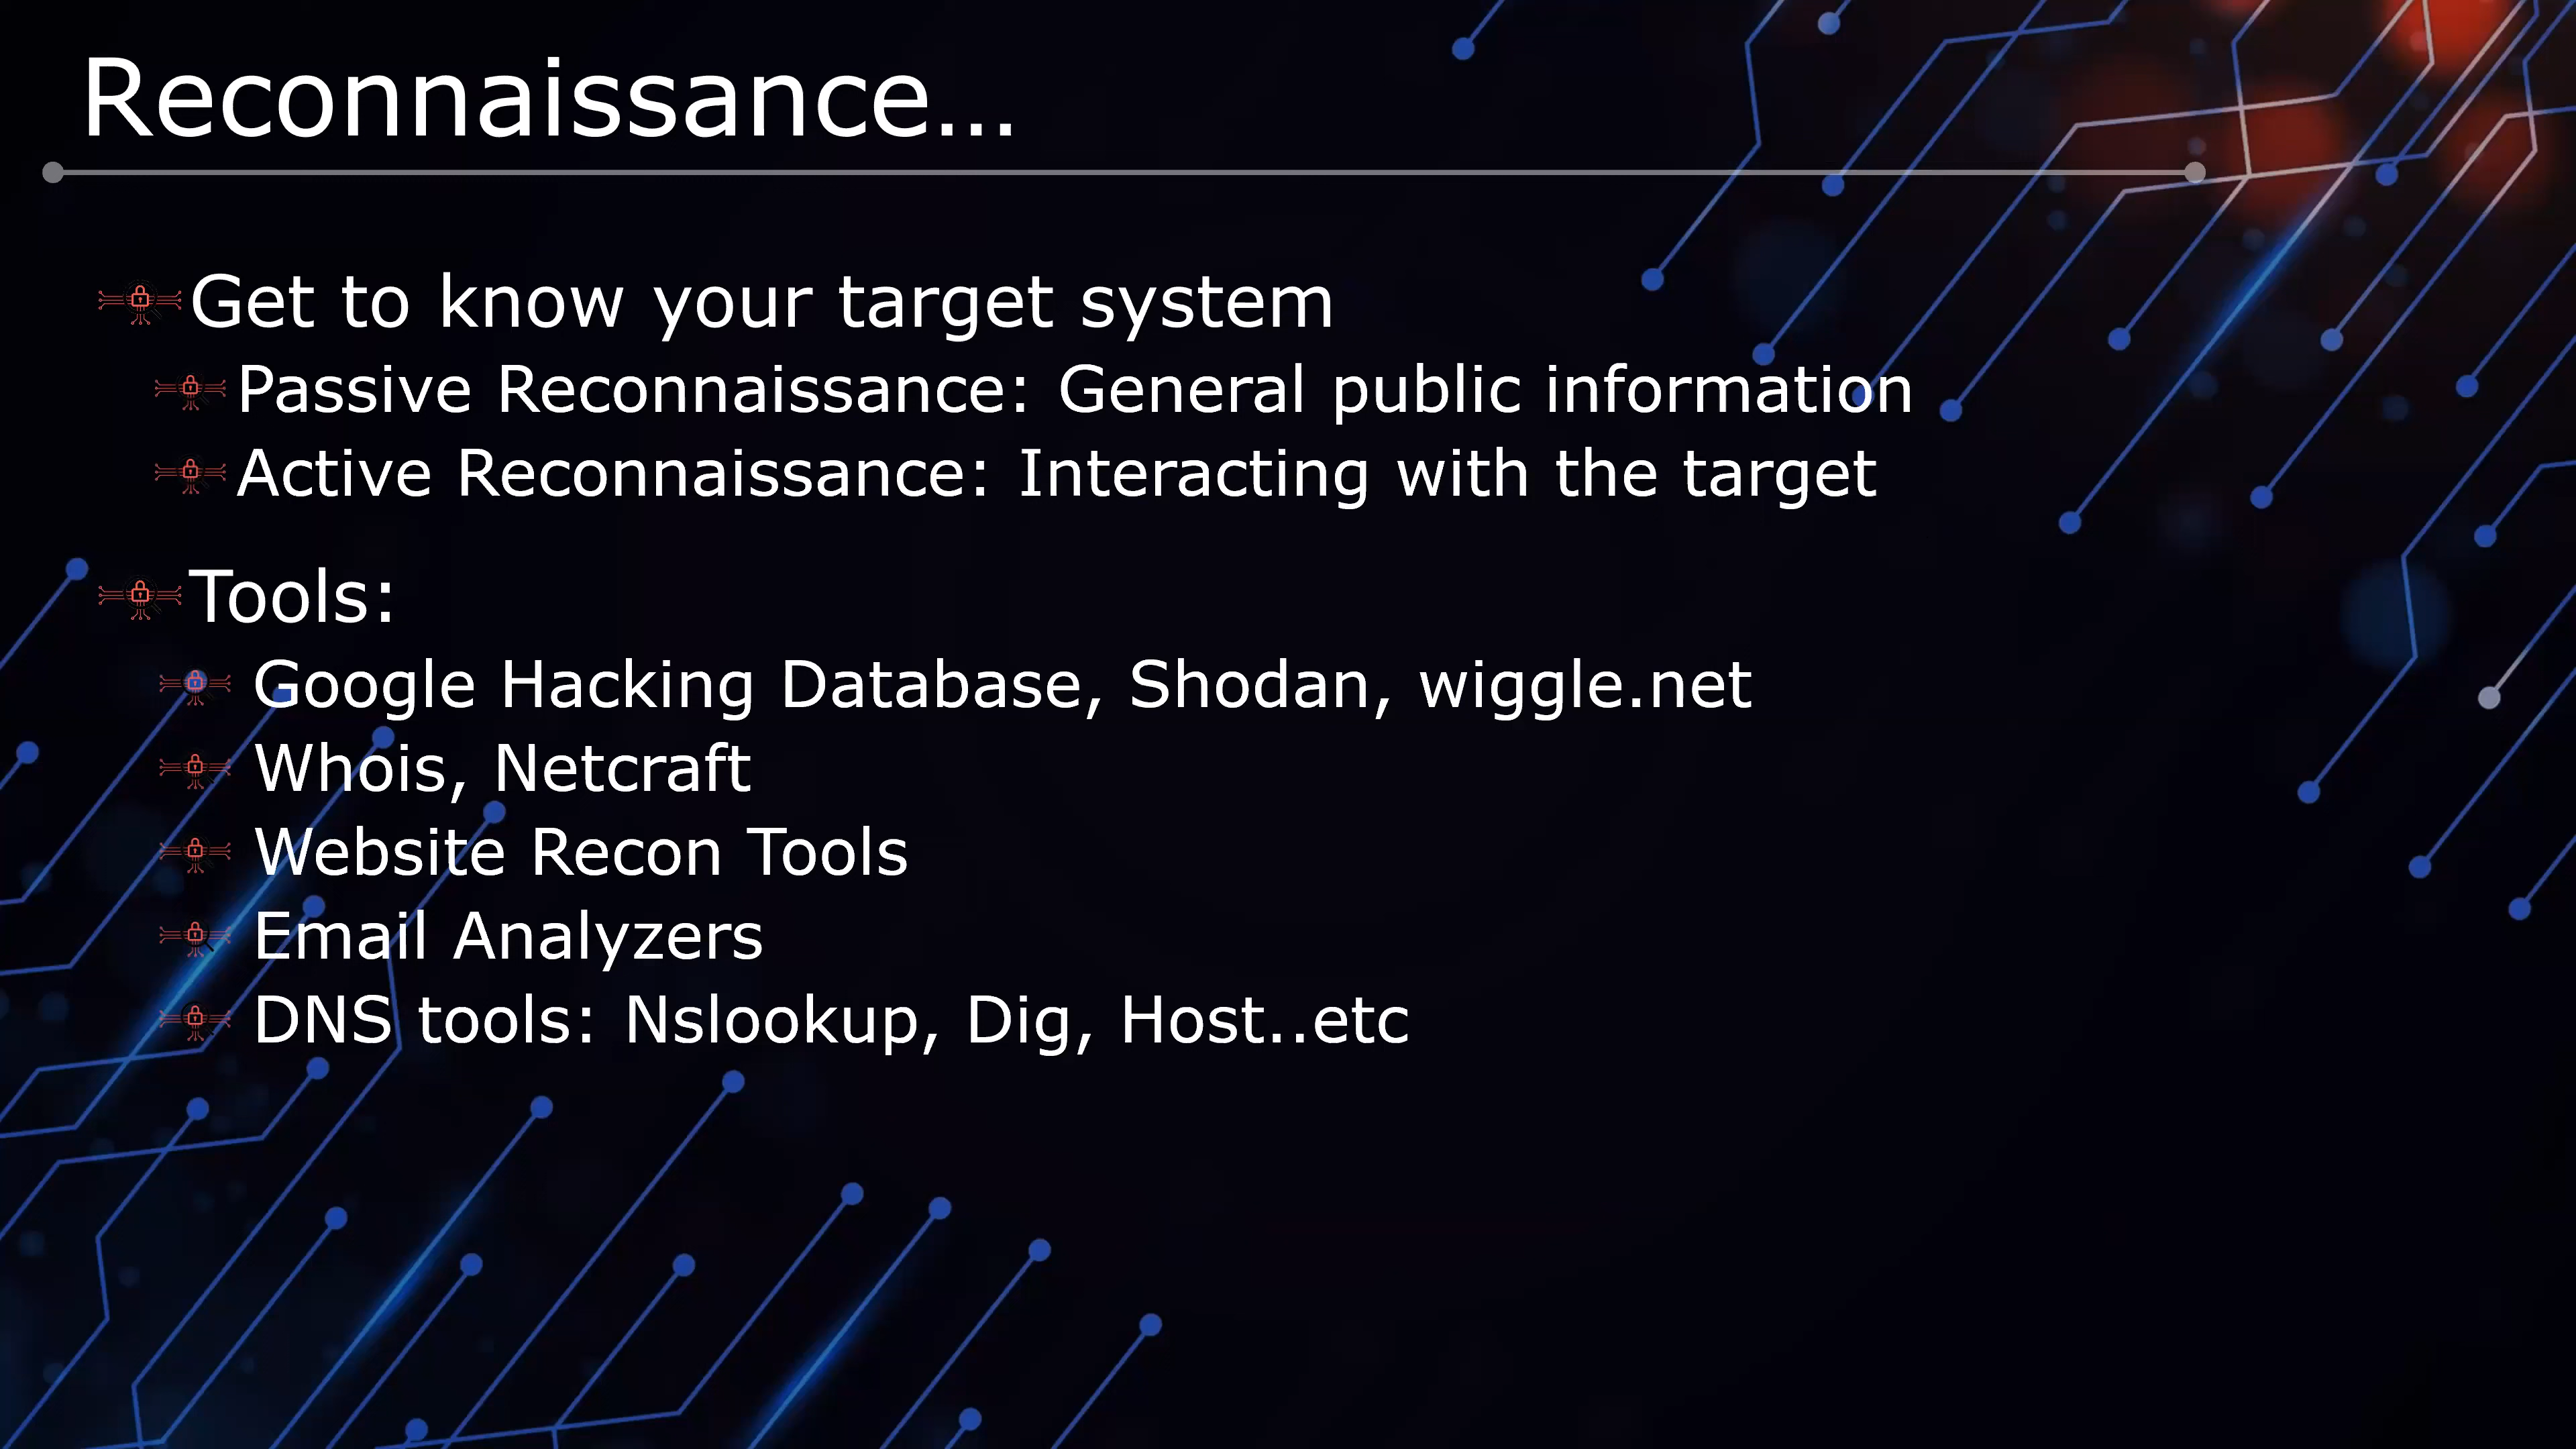 Reconnaissance...
Get to know your target system
Passive Reconnaissance: General public information
Active Reconnaissance: Interacting with the target
Tools:
Google Hacking Database, Shodan, wiggle.net
Whois, Netcraft
Website Recon Tools
Email Analyzers
DNS tools: Nslookup, Dig, Host..etc